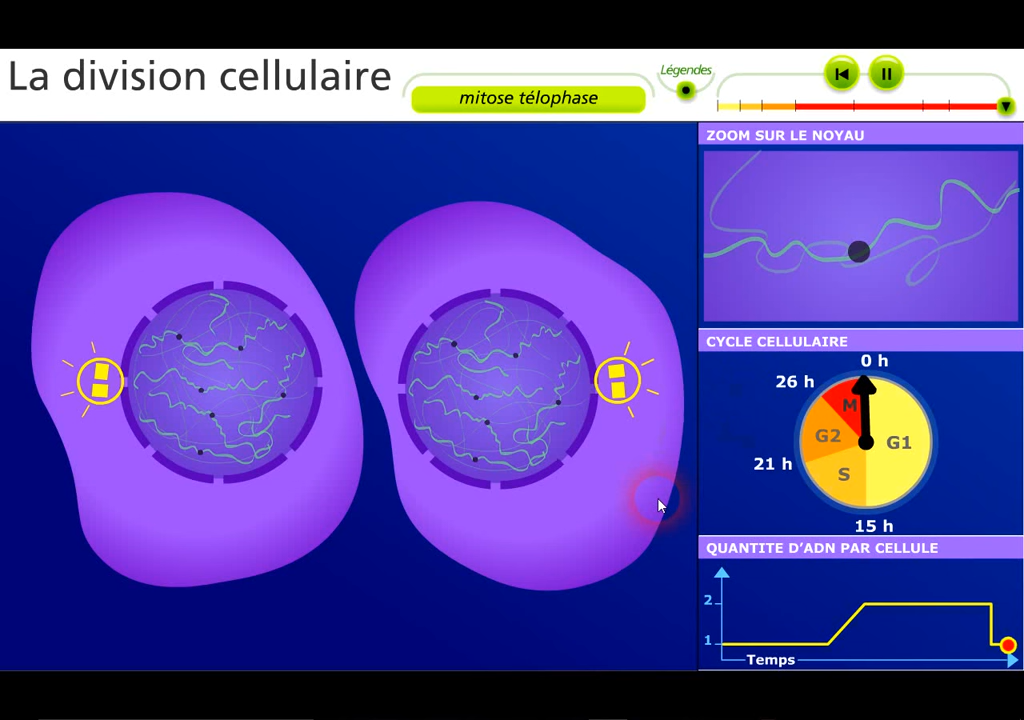 La division cellulaire
mitose télophase
Légendes
ZOOM SUR LE NOYAU
CYCLE CELLULAIRE
0 h
26 h
M
G2
G1
21 h
S
15 h
QUANTITE D’ADN PAR CELLULE
2
1
Temps